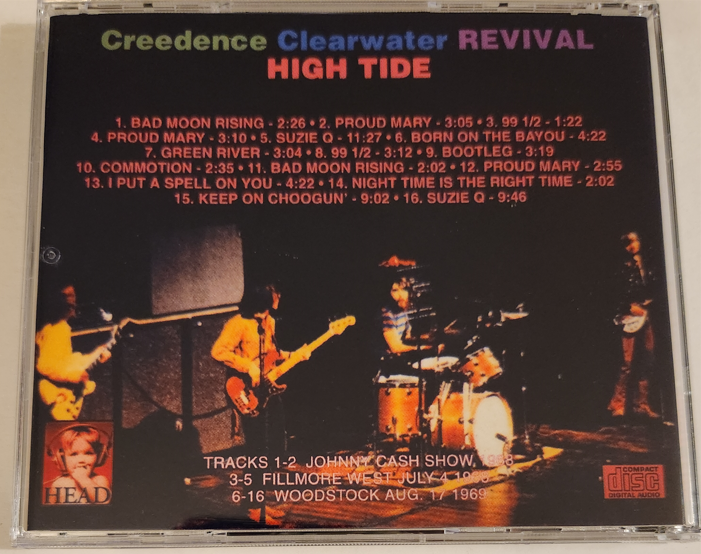 Creedence Clearwater REVIVAL
HIGH TIDE
1. BAD MOON RISING - 2:26 • 2. PROUD MARY - 3:05 • 3. 99 1/2 - 1:22
4. PROUD MARY - 3:10 • 5. SUZIE Q - 11:27 • 6. BORN ON THE BAYOU - 4:22
7. GREEN RIVER - 3:04 • 8. 99 1/2 - 3:12 • 9. BOOTLEG - 3:19
10. COMMOTION - 2:35 • 11. BAD MOON RISING - 2:02 • 12. PROUD MARY - 2:55
13. I PUT A SPELL ON YOU - 4:22 • 14. NIGHT TIME IS THE RIGHT TIME - 2:02
15. KEEP ON CHOOGUN' - 9:02 • 16. SUZIE Q - 9:46
TRACKS 1-2 JOHNNY CASH SHOW,
3-5 FILLMORE WEST JULY 4
6-16 WOODSTOCK AUG. 17 1969
HEAD
COMPACT
disc
DIGITAL AUDIO